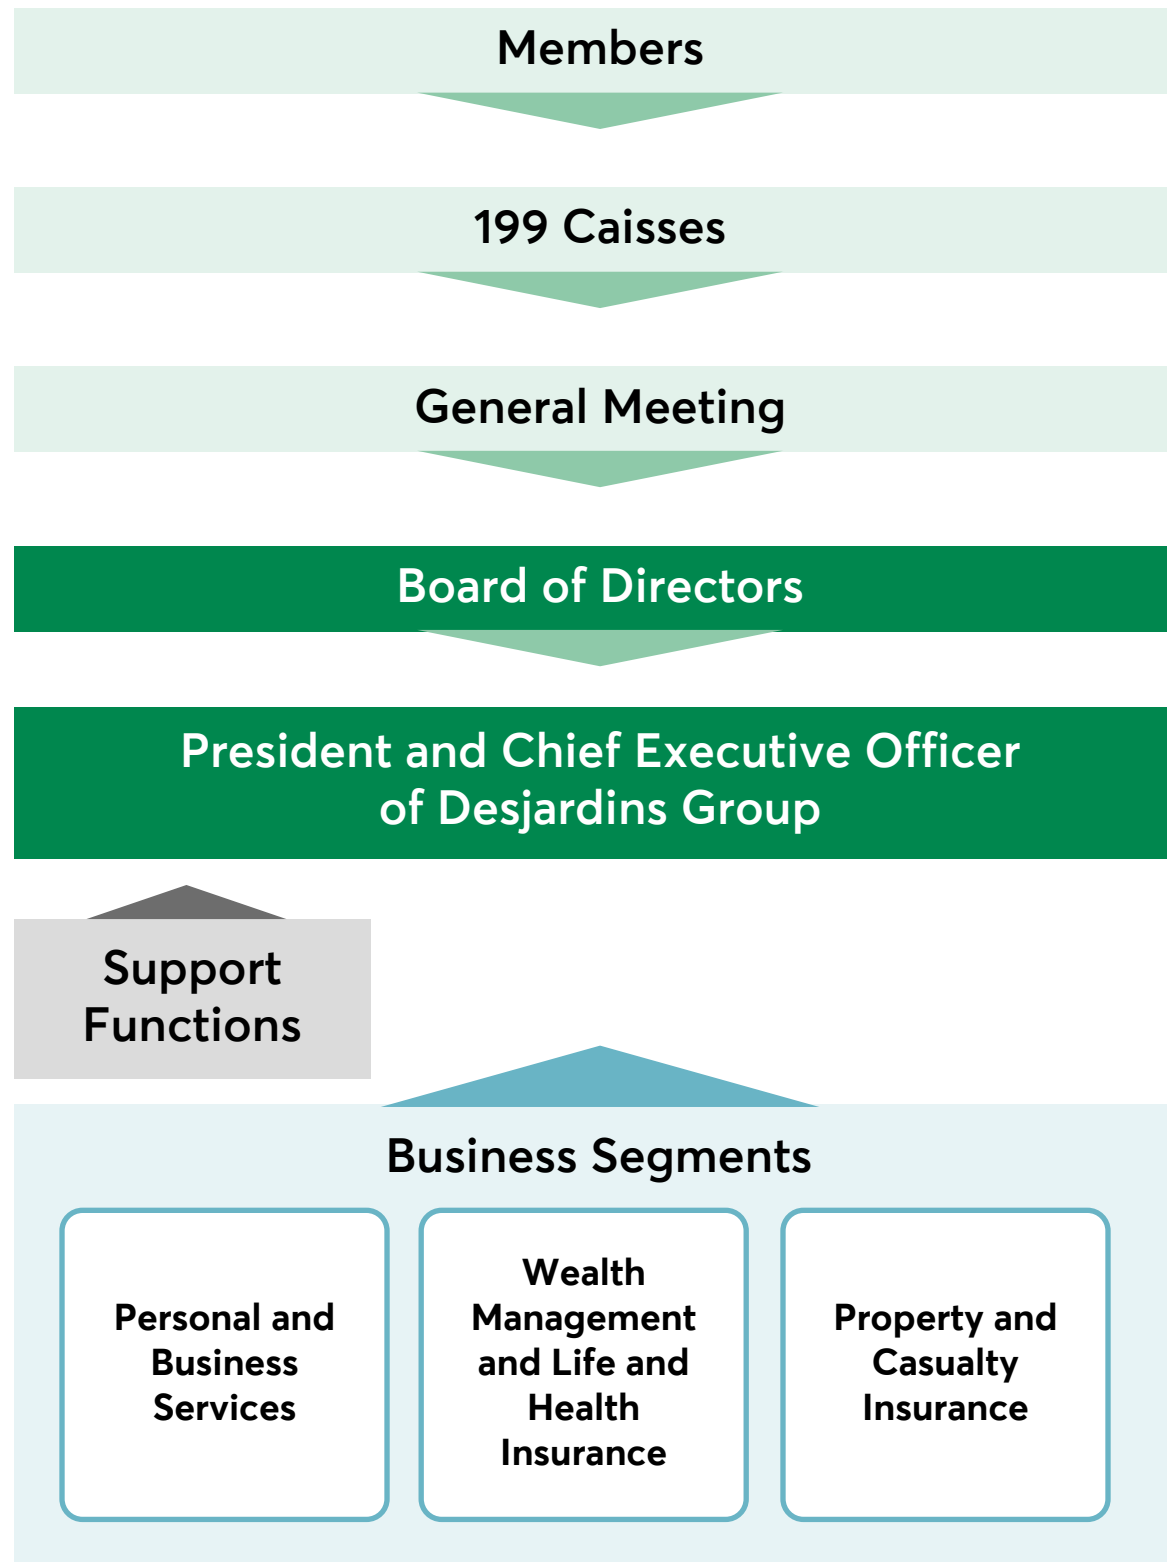 Members
199 Caisses
General Meeting
Board of Directors
President and Chief Executive Officer
of Desjardins Group
Support
Functions
Business Segments
Personal and
Business
Services
Wealth
Management
and Life and
Health
Insurance
Property and
Casualty
Insurance